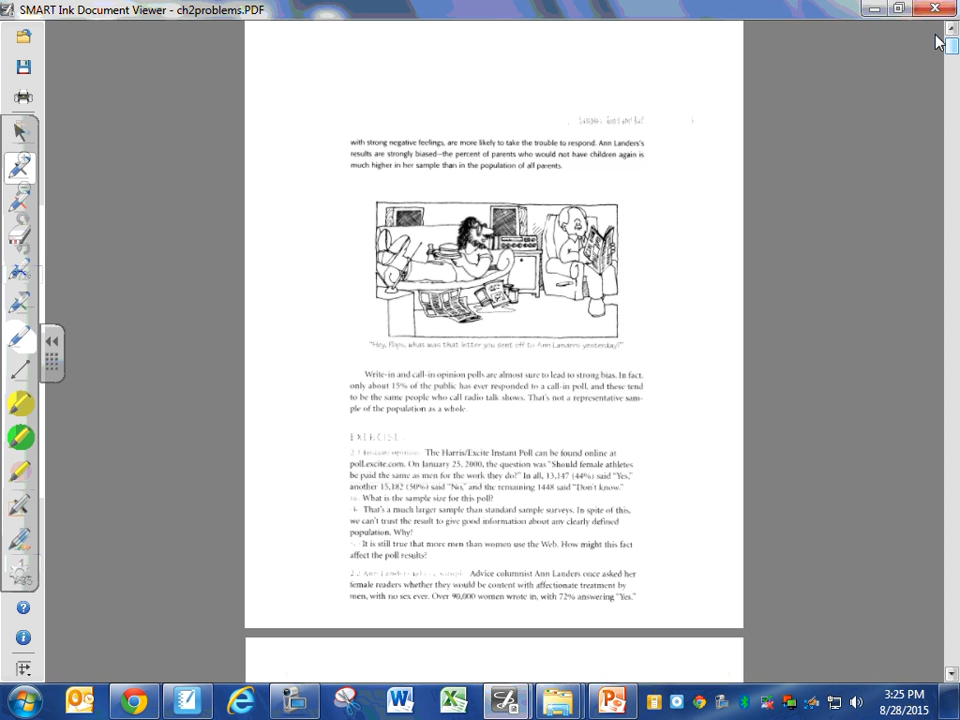 SMART Ink Document Viewer - ch2problems.PDF
with strong negative feelings, are more likely to take the trouble to respond. Ann Landers's
results are strongly biased—the percent of parents who would not have children again is
much higher in her sample than in the population of all parents.
"Hey, Pops, what was that letter you sent off to Ann Landers yesterday?"
Write-in and call-in opinion polls are almost sure to lead to strong bias. In fact,
only about 15% of the public has ever responded to a call-in poll, and these tend
to be the same people who call radio talk shows. That's not a representative sam-
ple of the population as a whole.
EXERCISE
2.1 Instant opinion. The Harris/Excite Instant Poll can be found online at
poll.excite.com. On January 25, 2000, the question was "Should female athletes
be paid the same as men for the work they do?" In all, 13,147 (44%) said "Yes,"
another 15,182 (50%) said "No," and the remaining 1448 said "Don't know."
What is the sample size for this poll?
That's a much larger sample than standard sample surveys. In spite of this,
we can't trust the result to give good information about any clearly defined
population. Why?
It is still true that more men than women use the Web. How might this fact
affect the poll results?
2.2 Ann Landers takes a sample. Advice columnist Ann Landers once asked her
female readers whether they would be content with affectionate treatment by
men, with no sex ever. Over 90,000 women wrote in, with 72% answering "Yes."
3:25 PM
8/28/2015